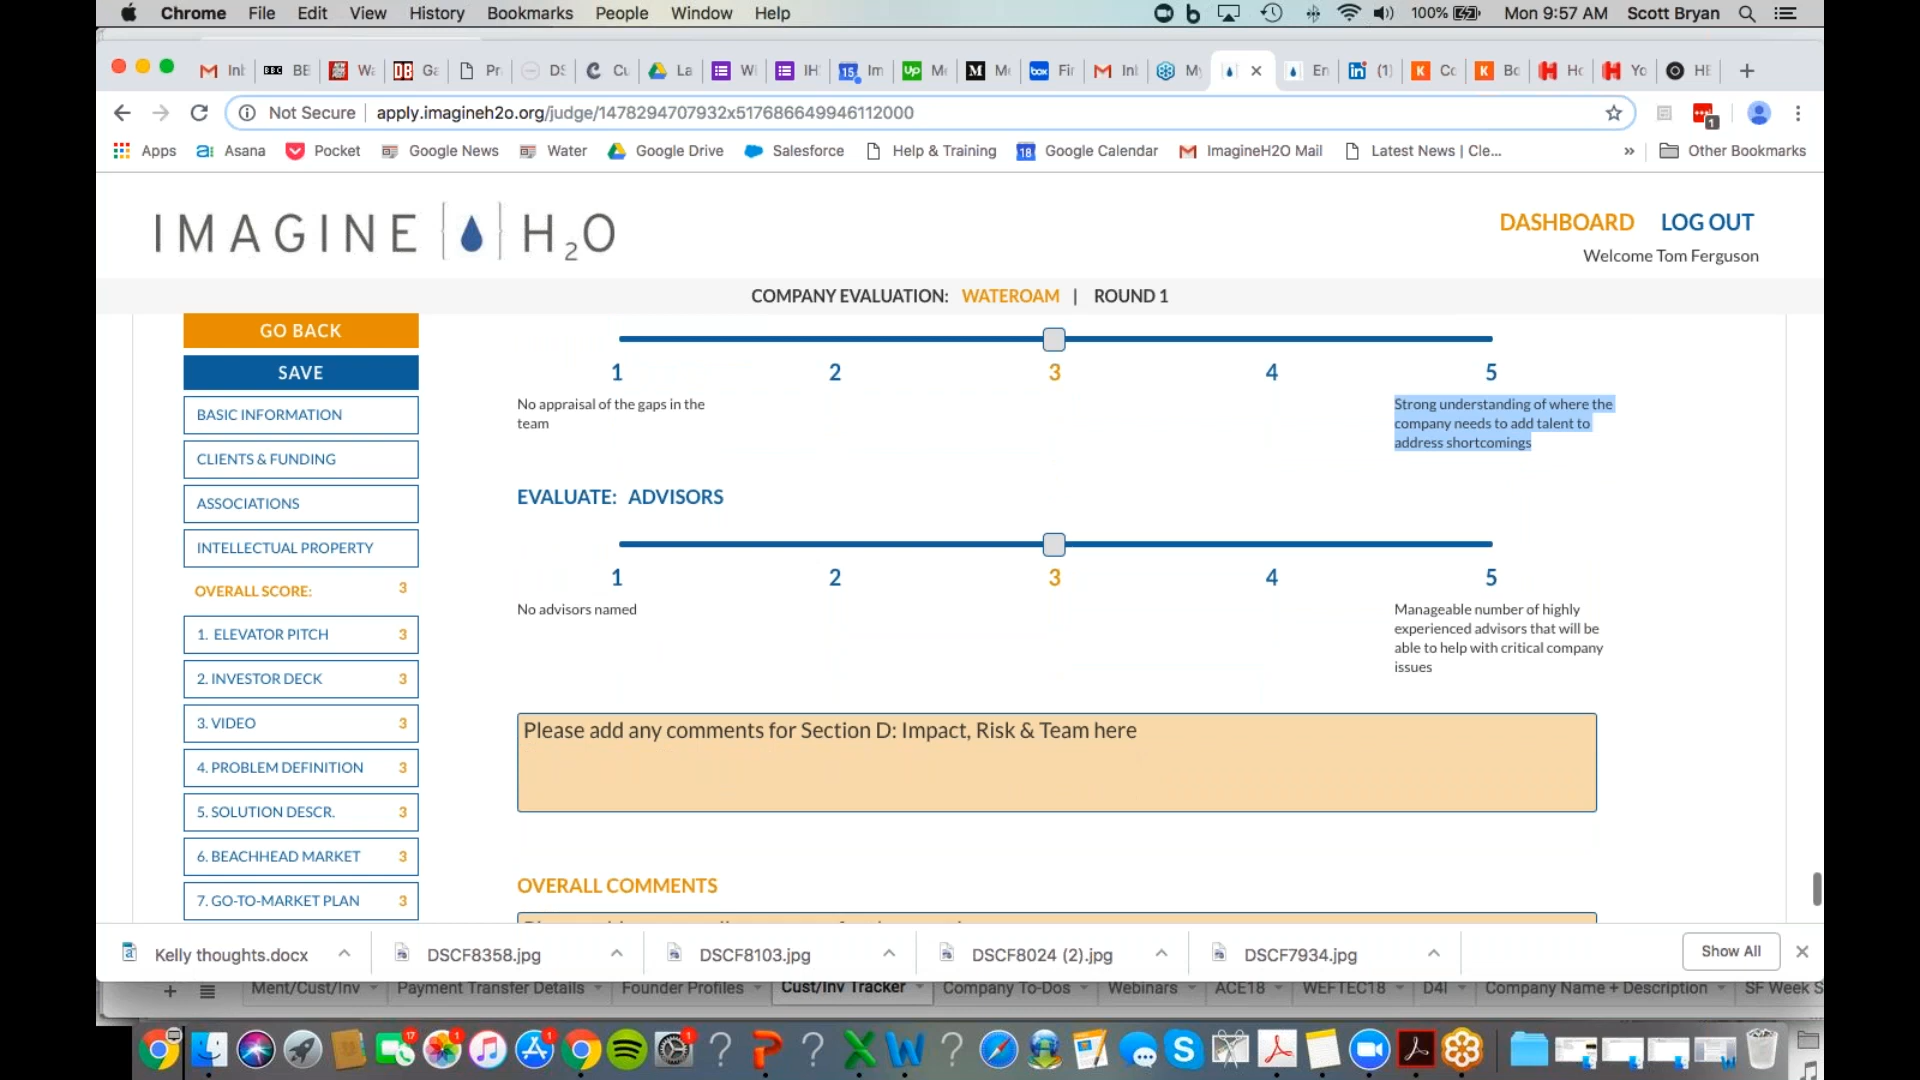 Chrome File Edit View History Bookmarks People Window Help 100% Mon 9:57 AM Scott Bryan
Not Secure apply.imagineh2o.org/judge/1478294707932x517686649946112000
Apps Asana Pocket Google News Water Google Drive Salesforce Help & Training 18 Google Calendar ImagineH2O Mail Latest News | Cle... » Other Bookmarks
IMAGINE H2O
DASHBOARD LOG OUT
Welcome Tom Ferguson
COMPANY EVALUATION: WATEROAM | ROUND 1
GO BACK
SAVE
BASIC INFORMATION
CLIENTS & FUNDING
ASSOCIATIONS
INTELLECTUAL PROPERTY
OVERALL SCORE: 3
1. ELEVATOR PITCH 3
2. INVESTOR DECK 3
3. VIDEO 3
4. PROBLEM DEFINITION 3
5. SOLUTION DESCR. 3
6. BEACHHEAD MARKET 3
7. GO-TO-MARKET PLAN 3
1 2 3 4 5
No appraisal of the gaps in the
team
Strong understanding of where the
company needs to add talent to
address shortcomings
EVALUATE: ADVISORS
1 2 3 4 5
No advisors named
Manageable number of highly
experienced advisors that will be
able to help with critical company
issues
Please add any comments for Section D: Impact, Risk & Team here
OVERALL COMMENTS
Kelly thoughts.docx DSCF8358.jpg DSCF8103.jpg DSCF8024 (2).jpg DSCF7934.jpg Show All
Ment/Cust/Inv Payment Transfer Details Founder Profiles Cust/Inv Tracker Company To-Dos Webinars ACE18 WEFTEC18 D4I Company Name + Description SF Week S